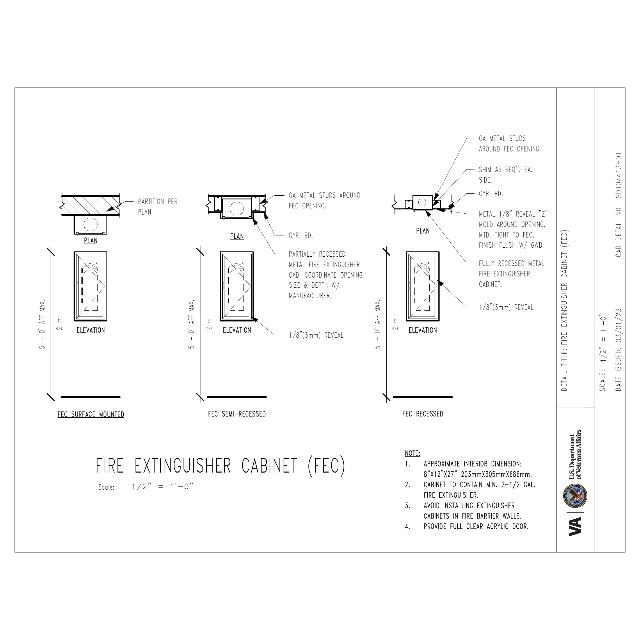 GA METAL STUDS
AROUND FEC OPENING.
SHIM AS REQ'D EA.
SIDE.
GYP. BD.
METAL 1/8" REVEAL "Z"
MOLD AROUND OPENING,
MTD. TIGHT TO FEC,
FINISH FLUSH W/ GWB.
FULLY RECESSED METAL
FIRE EXTINGUISHER
CABINET.
1/8"(3mm) REVEAL
PARTITION PER
PLAN
GA METAL STUDS AROUND
FEC OPENING.
GYP. BD.
PARTIALLY RECESSED
METAL FIRE EXTINGUISHER
CAB. COORDINATE OPENING
SIZE & DEPTH W/
MANUFACTURER.
1/8"(3mm) REVEAL
PLAN
PLAN
PLAN
ELEVATION
ELEVATION
ELEVATION
2 m
2 m
2 m
FEC SURFACE MOUNTED
FEC SEMI-RECESSED
FEC RECESSED
FIRE EXTINGUISHER CABINET (FEC)
Scale: 1/2" = 1'-0"
NOTE:
1. APPROXIMATE INTERIOR DIMENSION:
8"X12"X27" 203mmX305mmX686mm.
2. CABINET TO CONTAIN MIN. 2-1/2 GAL.
FIRE EXTINGUISHER.
3. AVOID INSTALLING EXTINGUISHER
CABINETS IN FIRE BARRIER WALLS.
4. PROVIDE FULL CLEAR ACRYLIC DOOR.
DETAIL TITLE: FIRE EXTINGUISHER CABINET (FEC)
SCALE: 1/2" = 1'-0"
DATE ISSUED: 03/01/23
CAD DETAIL NO.:
VA
U.S. Department
of Veterans Affairs